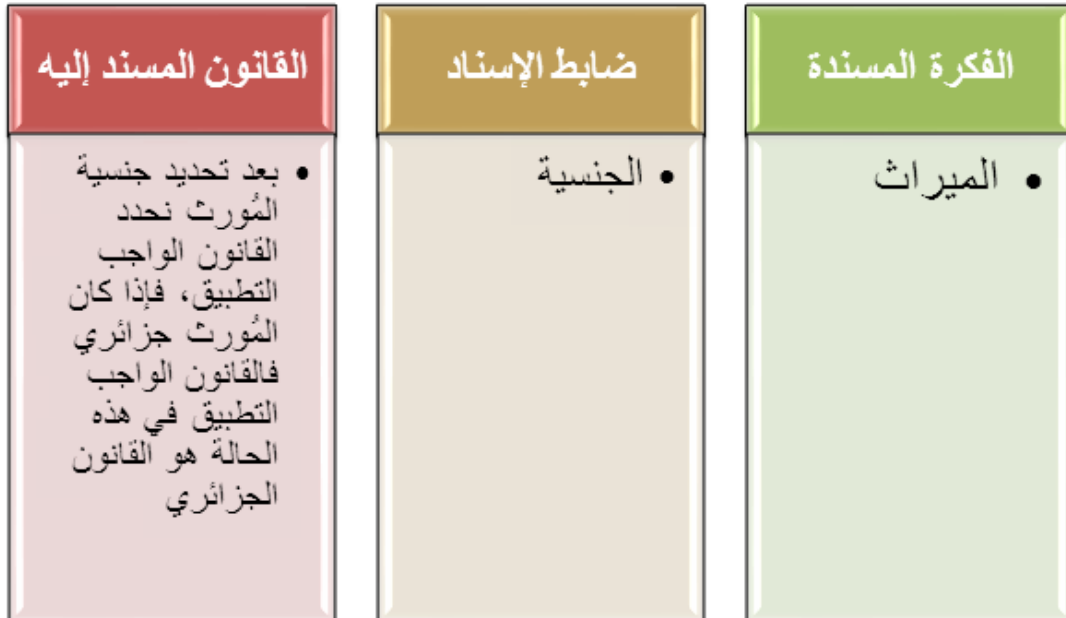 الفكرة المسندة
• الميراث
ضابط الإسناد
• الجنسية
القانون المسند إليه
• بعد تحديد جنسية
المُورث نحدد
القانون الواجب
التطبيق، فإذا كان
المُورث جزائري
فالقانون الواجب
التطبيق في هذه
الحالة هو القانون
الجزائري